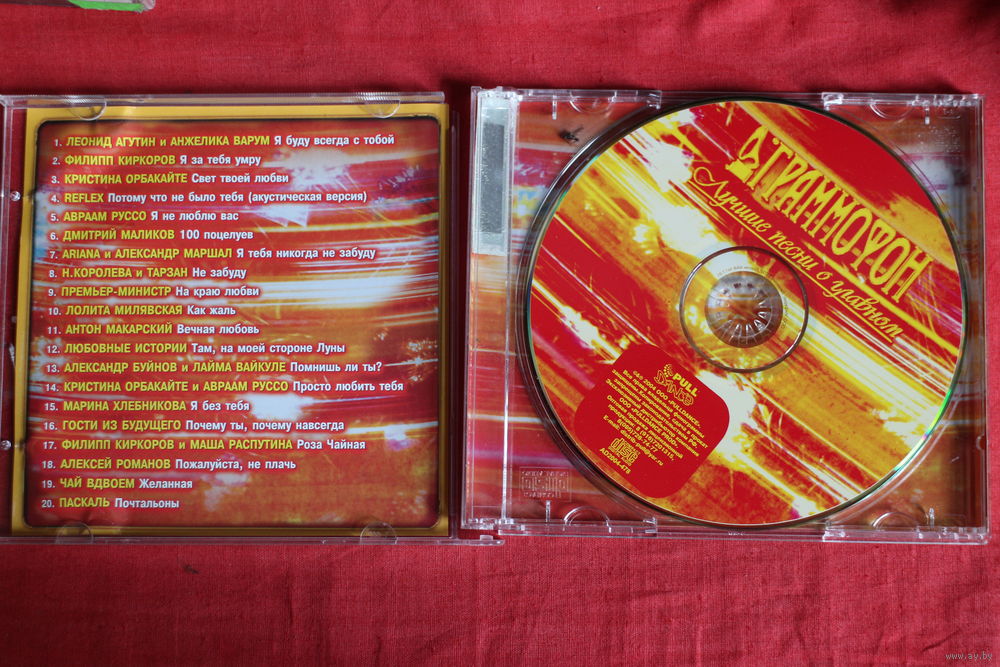 1. ЛЕОНИД АГУТИН и АНЖЕЛИКА ВАРУМ Я буду всегда с тобой
2. ФИЛИПП КИРКОРОВ Я за тебя умру
3. КРИСТИНА ОРБАКАЙТЕ Свет твоей любви
4. REFLEX Потому что не было тебя (акустическая версия)
5. АВРААМ РУССО Я не люблю вас
6. ДМИТРИЙ МАЛИКОВ 100 поцелуев
7. ARIANA и АЛЕКСАНДР МАРШАЛ Я тебя никогда не забуду
8. Н.КОРОЛЕВА и ТАРЗАН Не забуду
9. ПРЕМЬЕР-МИНИСТР На краю любви
10. ЛОЛИТА МИЛЯВСКАЯ Как жаль
11. АНТОН МАКАРСКИЙ Вечная любовь
12. ЛЮБОВНЫЕ ИСТОРИИ Там, на моей стороне Луны
13. АЛЕКСАНДР БУЙНОВ и ЛАЙМА ВАЙКУЛЕ Помнишь ли ты?
14. КРИСТИНА ОРБАКАЙТЕ и АВРААМ РУССО Просто любить тебя
15. МАРИНА ХЛЕБНИКОВА Я без тебя
16. ГОСТИ ИЗ БУДУЩЕГО Почему ты, почему навсегда
17. ФИЛИПП КИРКОРОВ и МАША РАСПУТИНА Роза Чайная
18. АЛЕКСЕЙ РОМАНОВ Пожалуйста, не плачь
19. ЧАЙ ВДВОЕМ Желанная
20. ПАСКАЛЬ Почтальоны
ГРАММОФОН
Лучшие песни о главном...
PULL
2004 ООО «PULLDANCE»
AD2004-478
www.ay.by